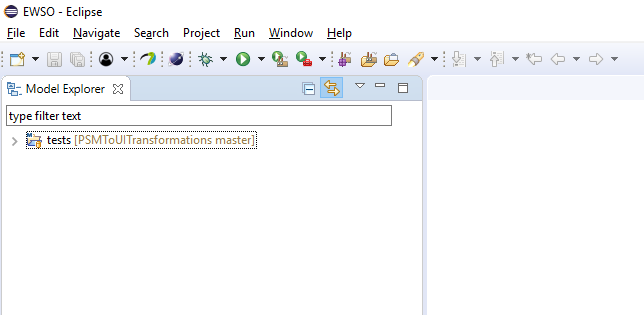 EWSO - Eclipse
File Edit Navigate Search Project Run Window Help
Model Explorer
type filter text
tests [PSMToUITransformations master]